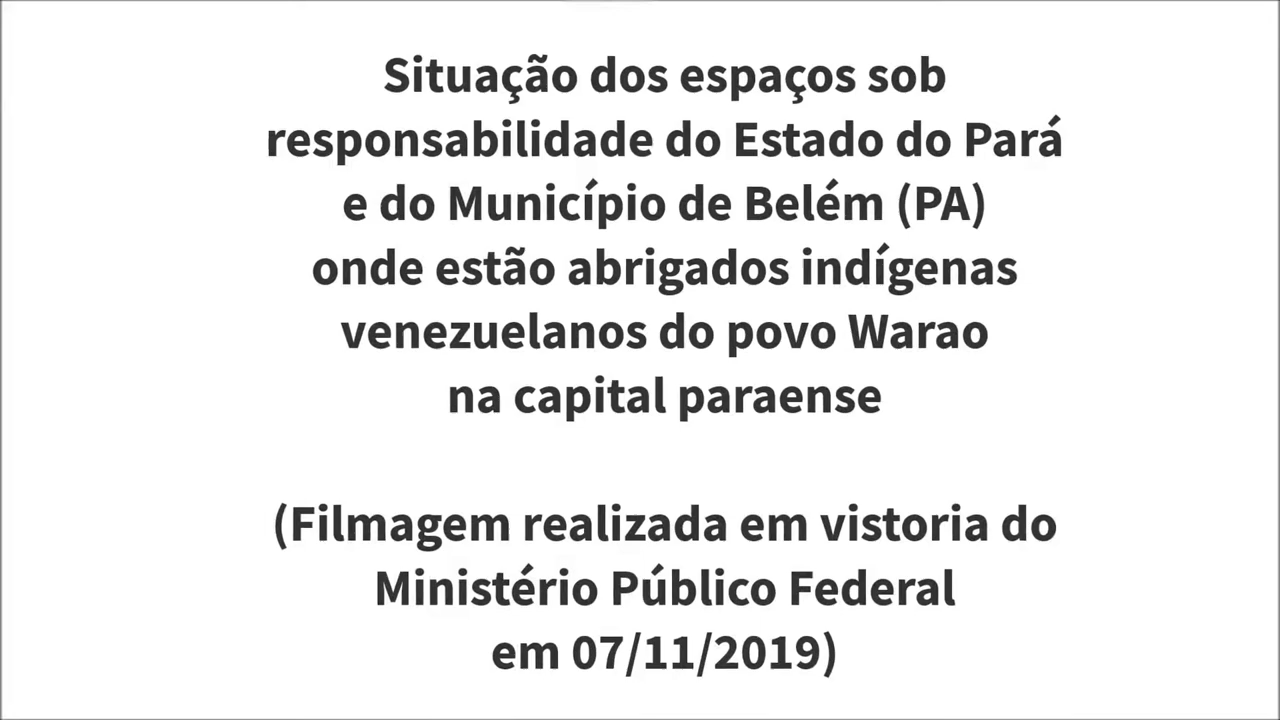 Situação dos espaços sob
responsabilidade do Estado do Pará
e do Município de Belém (PA)
onde estão abrigados indígenas
venezuelanos do povo Warao
na capital paraense
(Filmagem realizada em vistoria do
Ministério Público Federal
em 07/11/2019)